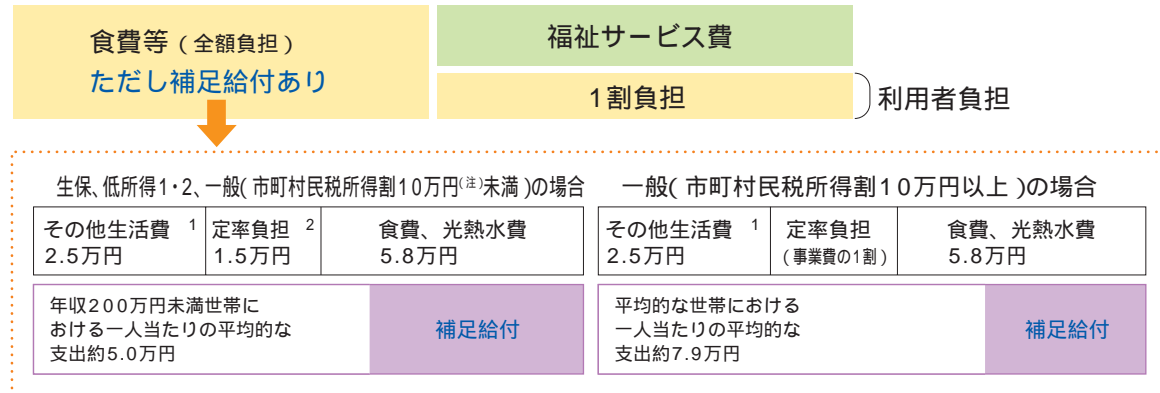 食費等(全額負担)
ただし補足給付あり
福祉サービス費
1割負担
利用者負担
生保、低所得1・2、一般(市町村民税所得割10万円(注)未満)の場合
その他生活費 1
2.5万円
定率負担 2
1.5万円
食費、光熱水費
5.8万円
年収200万円未満世帯に
おける一人当たりの平均的な
支出約5.0万円
補足給付
一般(市町村民税所得割10万円以上)の場合
その他生活費 1
2.5万円
定率負担
(事業費の1割)
食費、光熱水費
5.8万円
平均的な世帯における
一人当たりの平均的な
支出約7.9万円
補足給付